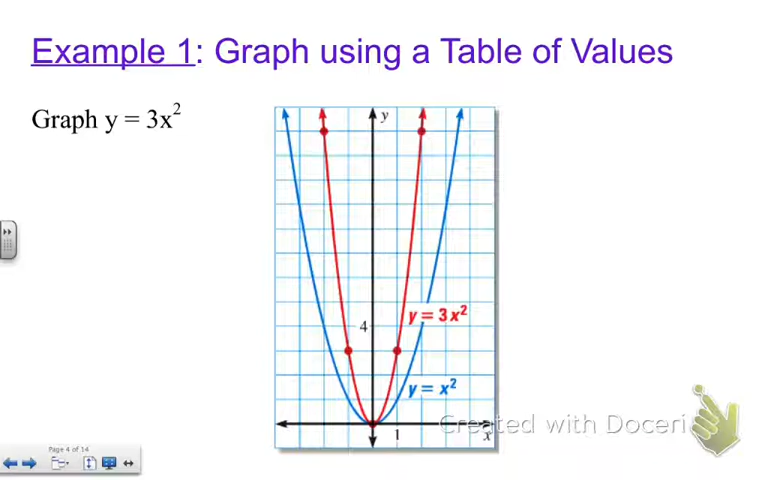 Example 1: Graph using a Table of Values
Graph y = 3x²
y
4
y = 3x²
y = x²
Created with Doceri
1
x
Page 4 of 14